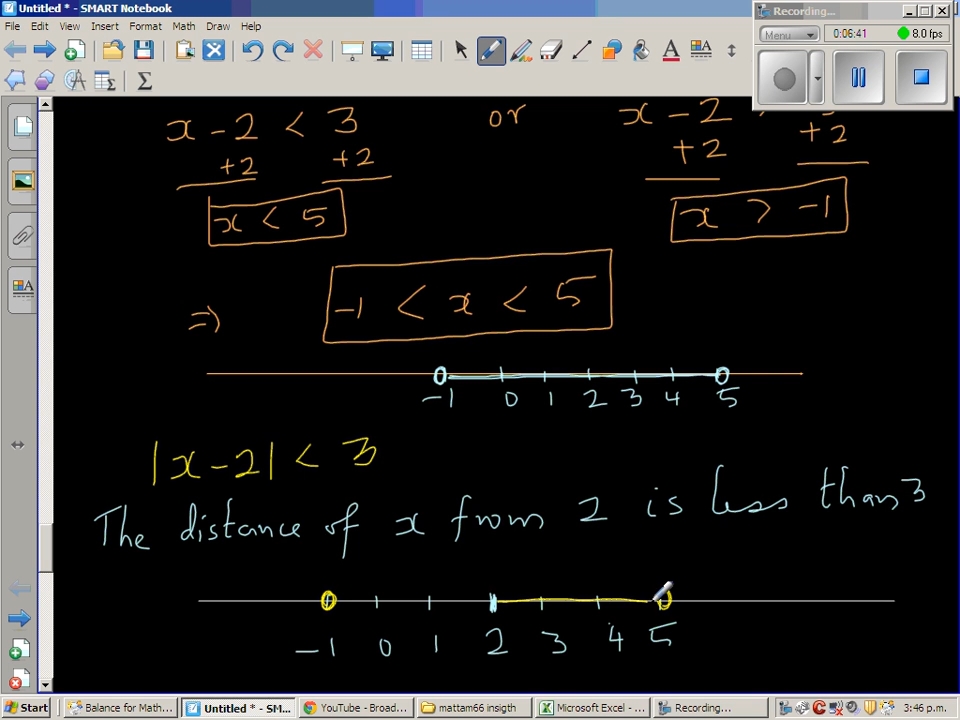 Untitled * - SMART Notebook
Recording...
File Edit View Insert Format Math Draw Help
Menu 0:06:41 8.0 fps
x - 2 < 3 or x - 2
+2 +2 +2 +2
x < 5 x > -1
⇒ -1 < x < 5
-1 0 1 2 3 4 5
|x - 2| < 3
The distance of x from 2 is less than 3
-1 0 1 2 3 4 5
Start Balance for Math... Untitled * -... YouTube - Broad... mattam66 insigth Microsoft Excel - ... Recording... 3:46 p.m.